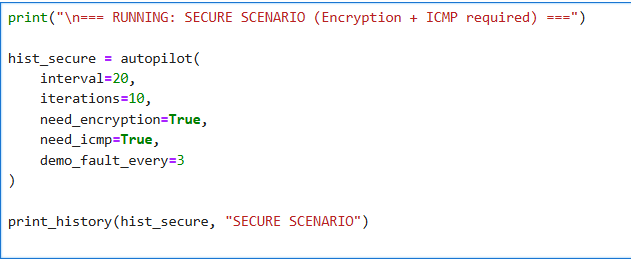 print("\n=== RUNNING: SECURE SCENARIO (Encryption + ICMP required) ===")

hist_secure = autopilot(
    interval=20,
    iterations=10,
    need_encryption=True,
    need_icmp=True,
    demo_fault_every=3
)

print_history(hist_secure, "SECURE SCENARIO")